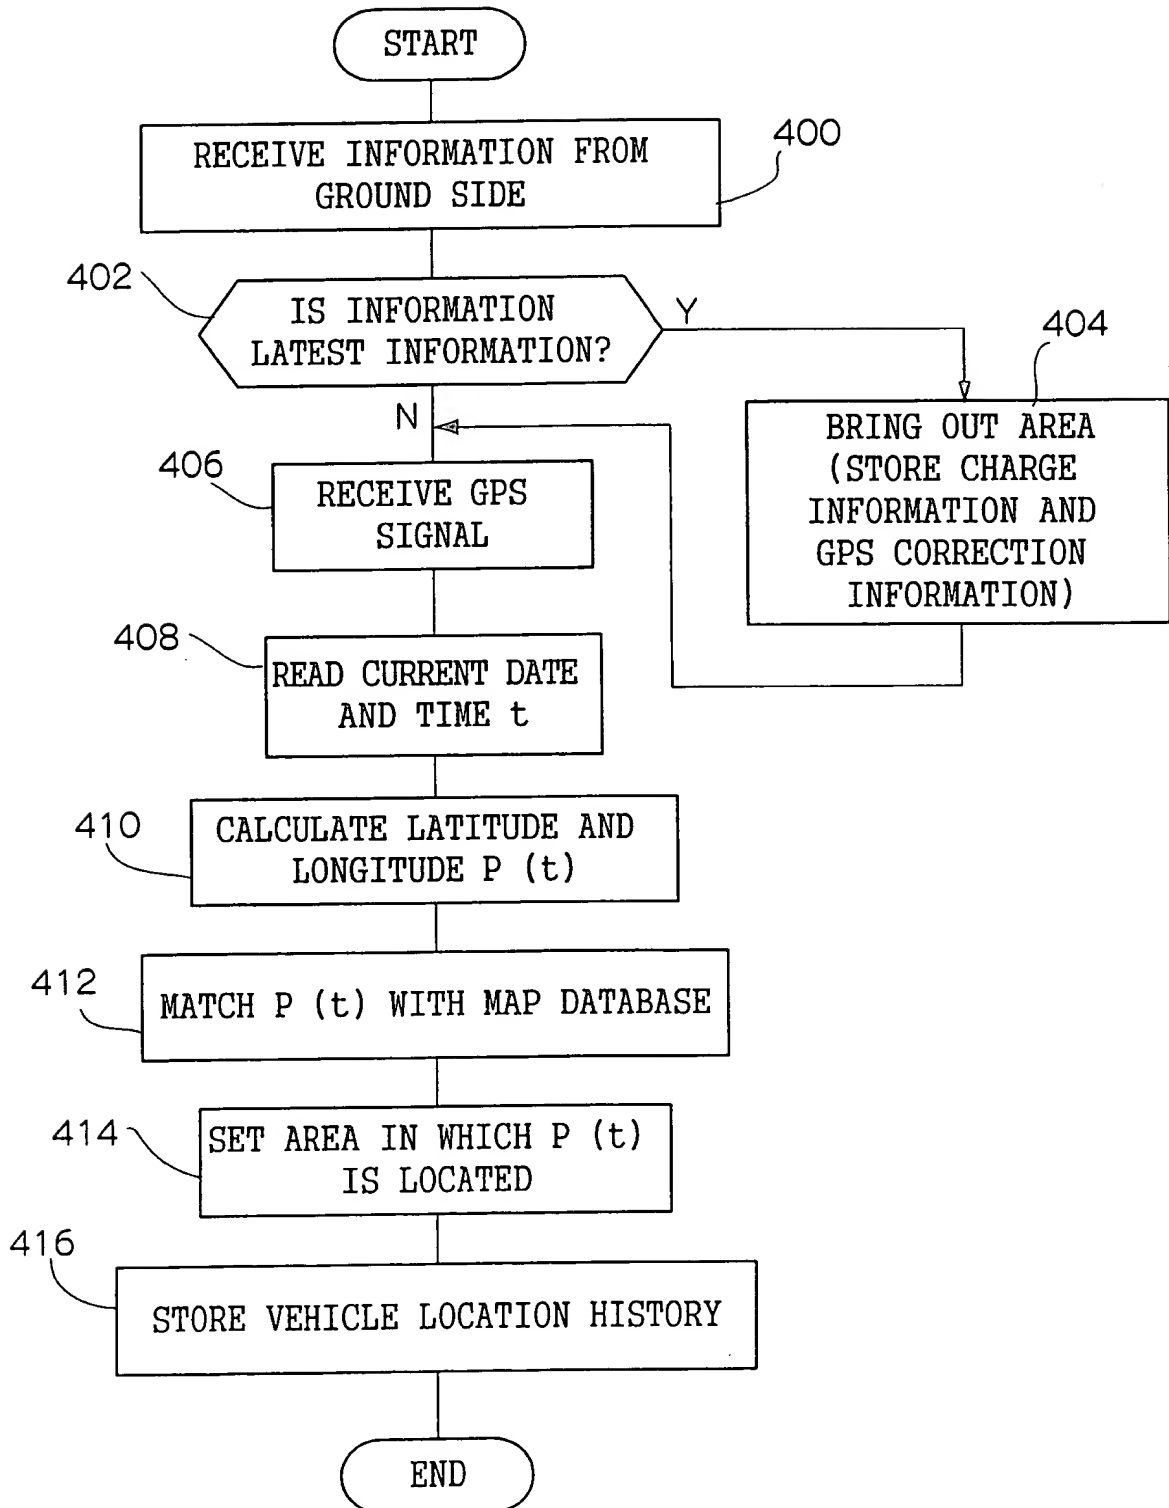 START
RECEIVE INFORMATION FROM
GROUND SIDE
400
402
IS INFORMATION
LATEST INFORMATION?
Y
404
N
BRING OUT AREA
(STORE CHARGE
INFORMATION AND
GPS CORRECTION
INFORMATION)
406
RECEIVE GPS
SIGNAL
408
READ CURRENT DATE
AND TIME t
410
CALCULATE LATITUDE AND
LONGITUDE P (t)
412
MATCH P (t) WITH MAP DATABASE
414
SET AREA IN WHICH P (t)
IS LOCATED
416
STORE VEHICLE LOCATION HISTORY
END